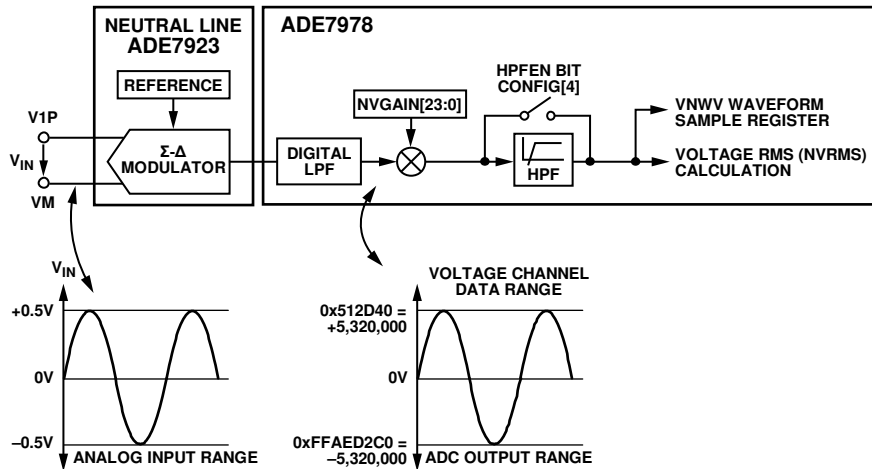 NEUTRAL LINE
ADE7923
ADE7978
REFERENCE
V1P
VIN
VM
Σ-Δ
MODULATOR
DIGITAL
LPF
NVGAIN[23:0]
HPFEN BIT
CONFIG[4]
HPF
VNWV WAVEFORM
SAMPLE REGISTER
VOLTAGE RMS (NVRMS)
CALCULATION
VIN
+0.5V
0V
–0.5V
ANALOG INPUT RANGE
VOLTAGE CHANNEL
DATA RANGE
0x512D40 =
+5,320,000
0V
0xFFAED2C0 =
–5,320,000
ADC OUTPUT RANGE